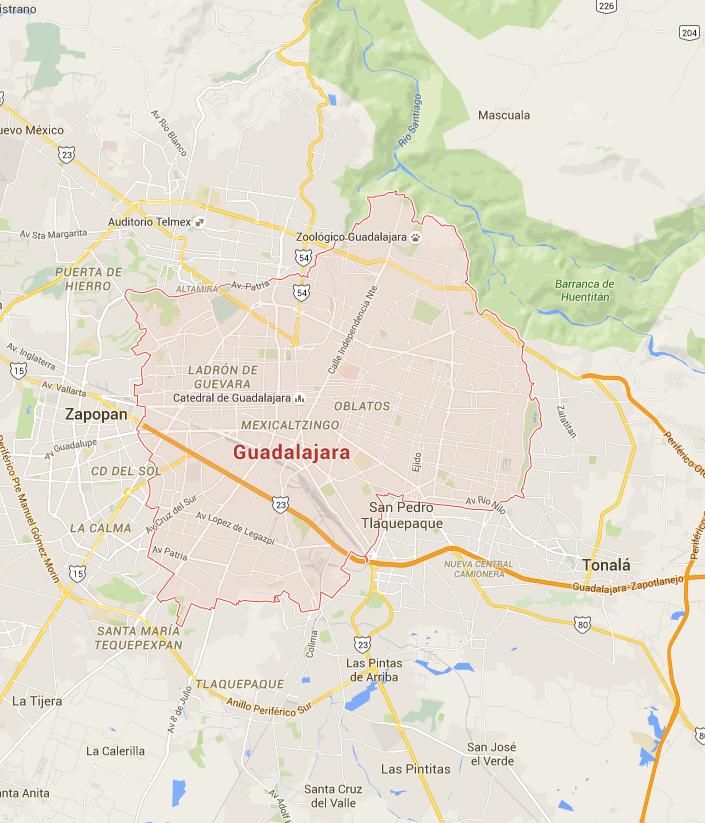 istrano
226
204
Mascuala
Río Santiago
Av Río Blanco
uevo México
23
Auditorio Telmex
Av Sta Margarita
Zoológico Guadalajara
54
PUERTA DE
HIERRO
ALTAMIRA
Av. Patria
54
Barranca de
Huentitán
Calle Independencia Nte.
Av. Inglaterra
15
LADRÓN DE
GUEVARA
Av. Vallarta
Catedral de Guadalajara
OBLATOS
Zapopan
MEXICALTZINGO
Zalatitan
Av Guadalupe
Guadalajara
Periférico Ote
CD DEL SOL
Ejido
Periférico Pte Manuel Gómez Morin
23
Av Río Nilo
San Pedro
Tlaquepaque
Av Cruz del Sur
LA CALMA
Av Lopez de Legazpi
Av Patria
Periférico
15
NUEVA CENTRAL
CAMIONERA
Tonalá
Guadalajara-Zapotlanejo
80
SANTA MARÍA
TEQUEPEXPAN
Colima
23
Las Pintas
de Arriba
TLAQUEPAQUE
La Tijera
Av 8 de Julio
Anillo Periférico Sur
80
La Calerilla
San José
el Verde
Las Pintitas
anta Anita
Santa Cruz
del Valle
Av Adolf